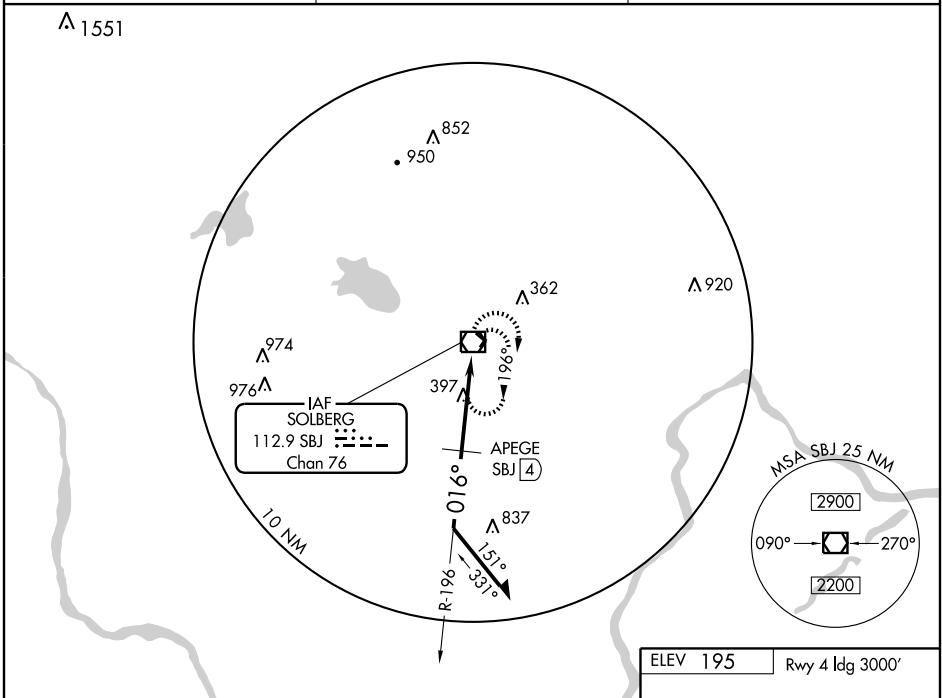 1551
852
950
362
920
974
976
397
196°
IAF
SOLBERG
112.9 SBJ
Chan 76
APEGE
SBJ 4
016°
837
10 NM
151°
331°
R-196
MSA SBJ 25 NM
2900
090°
270°
2200
ELEV 195
Rwy 4 ldg 3000'